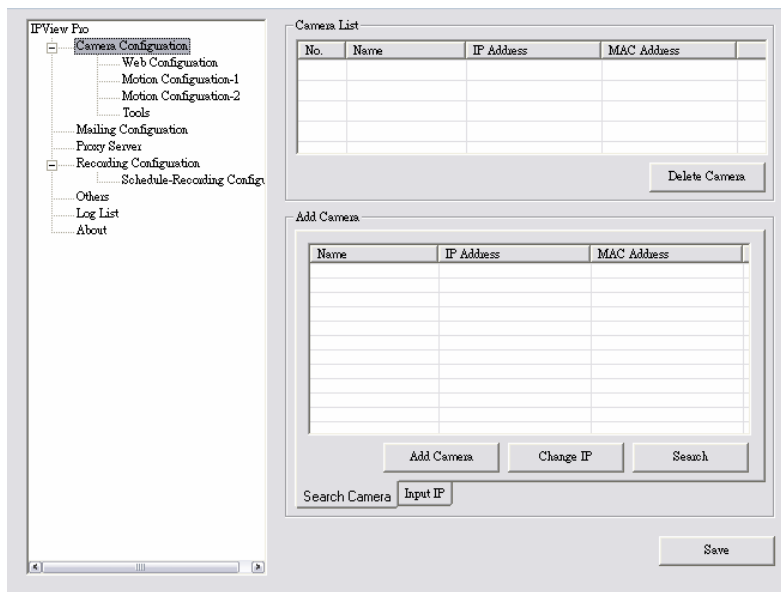 IPView Pro
Camera Configuration
Web Configuration
Motion Configuration-1
Motion Configuration-2
Tools
Mailing Configuration
Proxy Server
Recording Configuration
Schedule-Recording
Others
Log List
About
Camera List
No. Name IP Address MAC Address
Delete Camera
Add Camera
Name IP Address MAC Address
Add Camera Change IP Search
Search Camera Input IP
Save